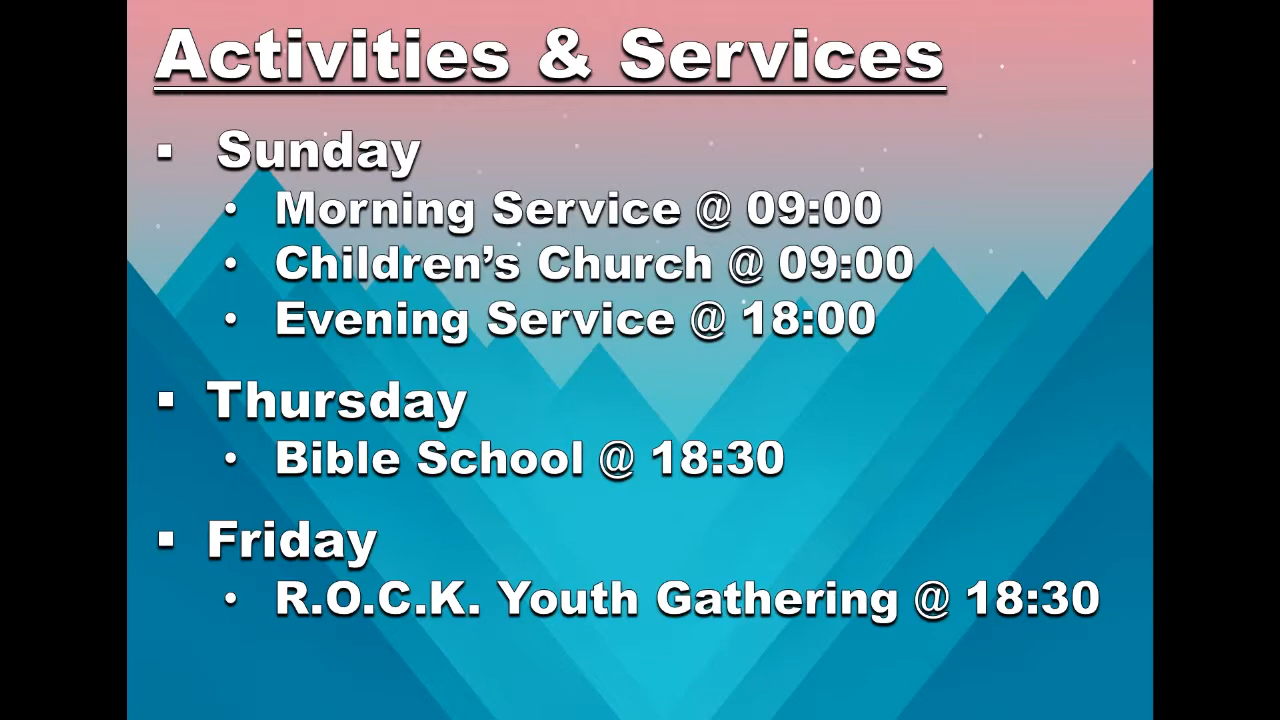 Activities & Services
▪ Sunday
• Morning Service @ 09:00
• Children’s Church @ 09:00
• Evening Service @ 18:00
▪ Thursday
• Bible School @ 18:30
▪ Friday
• R.O.C.K. Youth Gathering @ 18:30